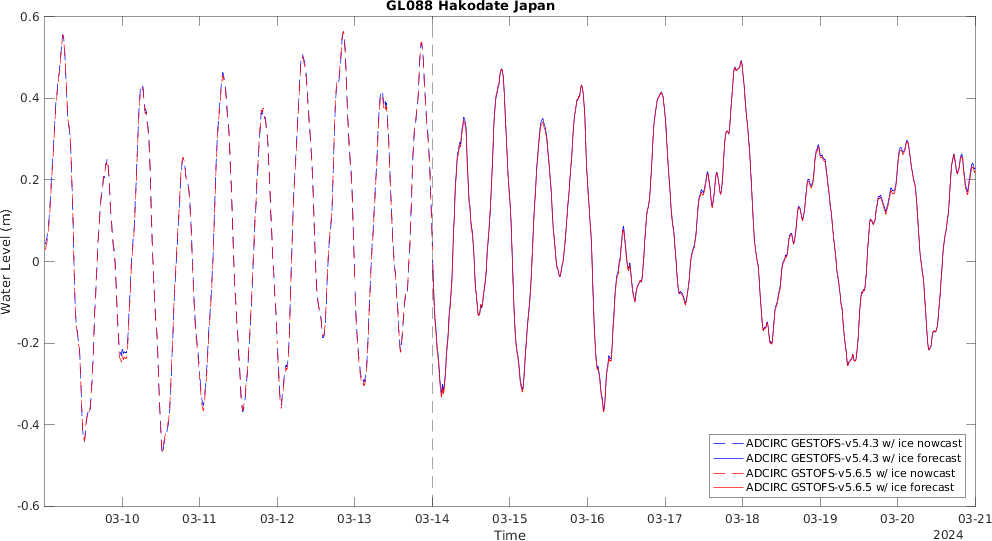 GL088 Hakodate Japan
0.6
0.4
0.2
0
-0.2
-0.4
-0.6
Water Level (m)
ADCIRC GESTOFS-v5.4.3 w/ ice nowcast
ADCIRC GESTOFS-v5.4.3 w/ ice forecast
ADCIRC GSTOFS-v5.6.5 w/ ice nowcast
ADCIRC GSTOFS-v5.6.5 w/ ice forecast
03-10 03-11 03-12 03-13 03-14 03-15 03-16 03-17 03-18 03-19 03-20 03-21
Time
2024